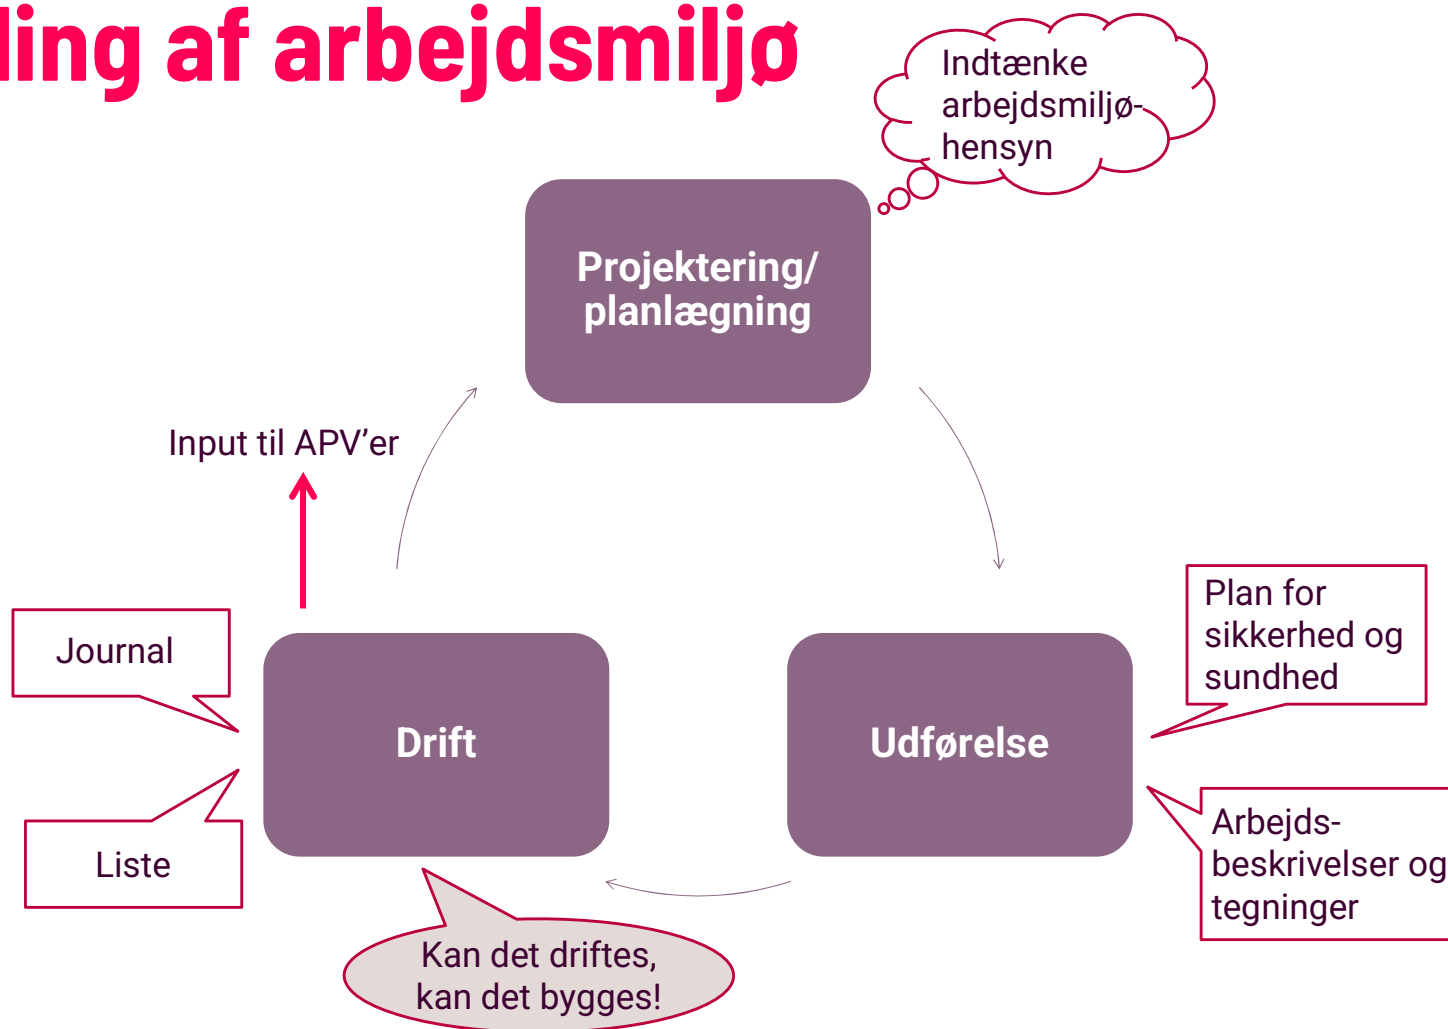 ling af arbejdsmiljø
Indtænke
arbejdsmiljø-
hensyn
Projektering/
planlægning
Input til APV’er
Journal
Drift
Liste
Kan det driftes,
kan det bygges!
Udførelse
Plan for
sikkerhed og
sundhed
Arbejds-
beskrivelser og
tegninger